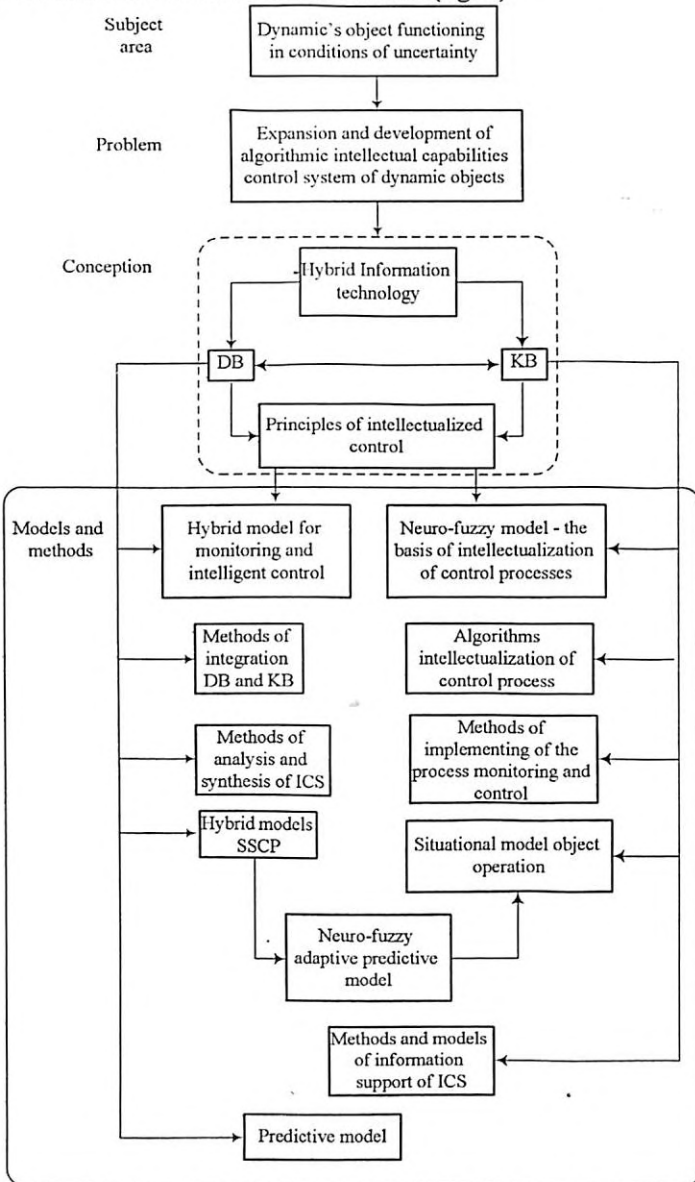 Subject
area
Dynamic's object functioning
in conditions of uncertainty
Problem
Expansion and development of
algorithmic intellectual capabilities
control system of dynamic objects
Conception
Hybrid Information
technology
DB
KB
Principles of intellectualized
control
Models and
methods
Hybrid model for
monitoring and
intelligent control
Neuro-fuzzy model - the
basis of intellectualization
of control processes
Methods of
integration
DB and KB
Algorithms
intellectualization of
control process
Methods of
analysis and
synthesis of ICS
Methods of
implementing of the
process monitoring and
control
Hybrid models
SSCP
Situational model object
operation
Neuro-fuzzy
adaptive predictive
model
Methods and models
of information
support of ICS
Predictive model